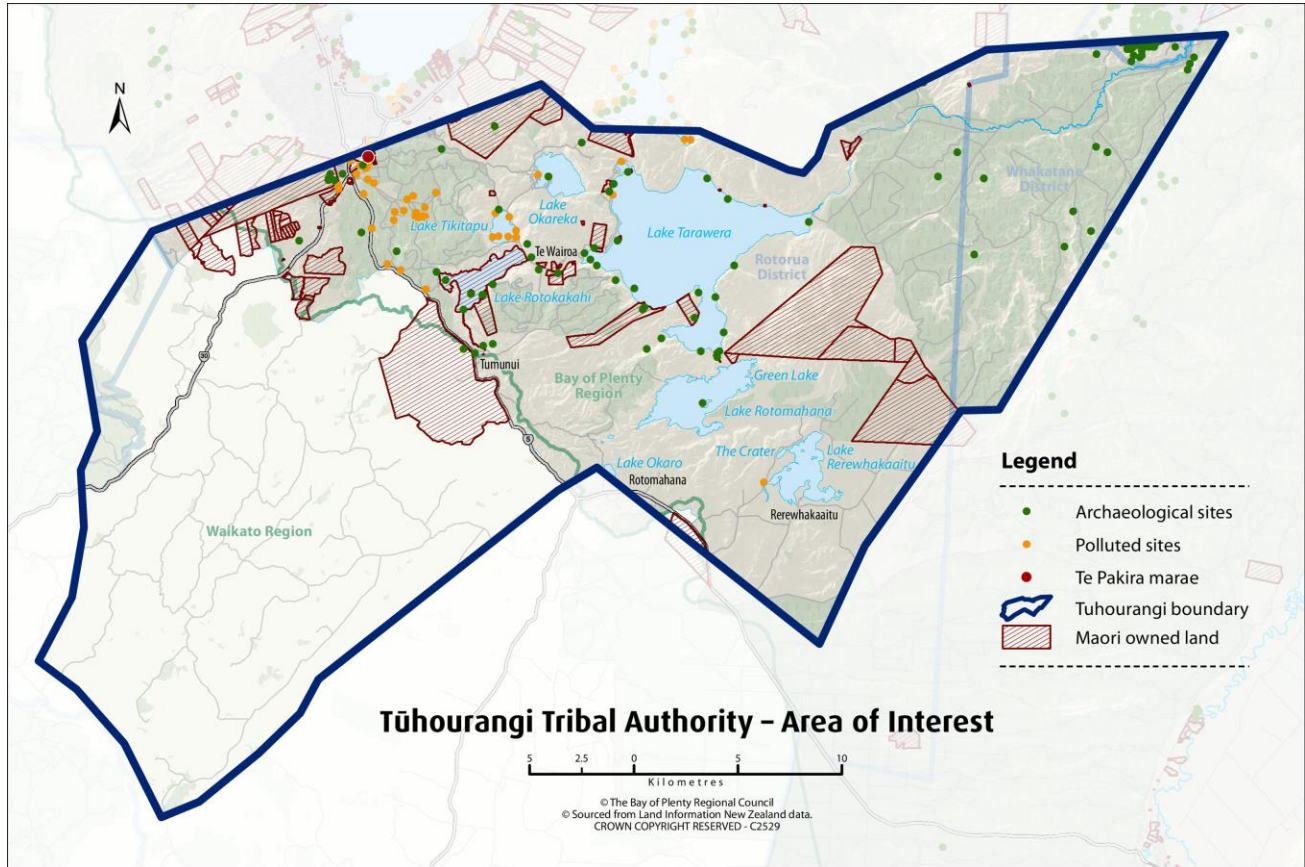 N
Whakatane
District
Lake
Okareka
Lake Tikitapu
Lake Tarawera
Te Wairoa
Rotorua
District
Lake Rotokakahi
30
Tumunui
Bay of Plenty
Region
Green Lake
Lake Rotomahana
5
The Crater
Lake
Rerewhakaaitu
Lake Okaro
Rotomahana
Rerewhakaaitu
Waikato Region
Legend
Archaeological sites
Polluted sites
Te Pakira marae
Tuhourangi boundary
Maori owned land
Tūhourangi Tribal Authority – Area of Interest
5 2.5 0 5 10
Kilometres
© The Bay of Plenty Regional Council
© Sourced from Land Information New Zealand data.
CROWN COPYRIGHT RESERVED - C2529